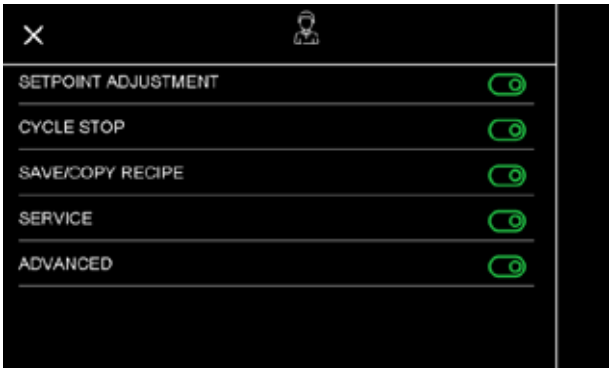 SETPOINT ADJUSTMENT
CYCLE STOP
SAVE/COPY RECIPE
SERVICE
ADVANCED